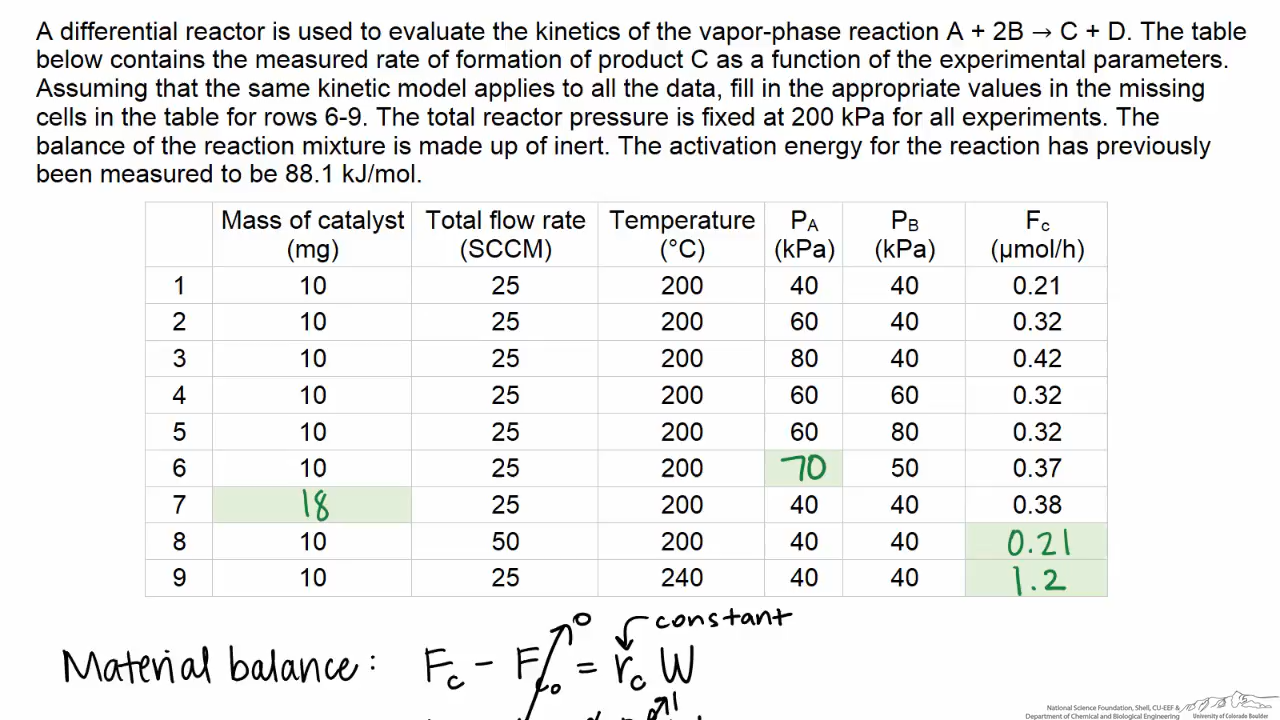 A differential reactor is used to evaluate the kinetics of the vapor-phase reaction A + 2B → C + D. The table
below contains the measured rate of formation of product C as a function of the experimental parameters.
Assuming that the same kinetic model applies to all the data, fill in the appropriate values in the missing
cells in the table for rows 6-9. The total reactor pressure is fixed at 200 kPa for all experiments. The
balance of the reaction mixture is made up of inert. The activation energy for the reaction has previously
been measured to be 88.1 kJ/mol.
Mass of catalyst (mg) Total flow rate (SCCM) Temperature (°C) PA (kPa) PB (kPa) Fc (µmol/h)
1 10 25 200 40 40 0.21
2 10 25 200 60 40 0.32
3 10 25 200 80 40 0.42
4 10 25 200 60 60 0.32
5 10 25 200 60 80 0.32
6 10 25 200 70 50 0.37
7 18 25 200 40 40 0.38
8 10 50 200 40 40 0.21
9 10 25 240 40 40 1.2
0 constant
Material balance: Fc - Fc0 = rc W
National Science Foundation, Shell, CU-EEF &
Department of Chemical and Biological Engineering University of Colorado Boulder